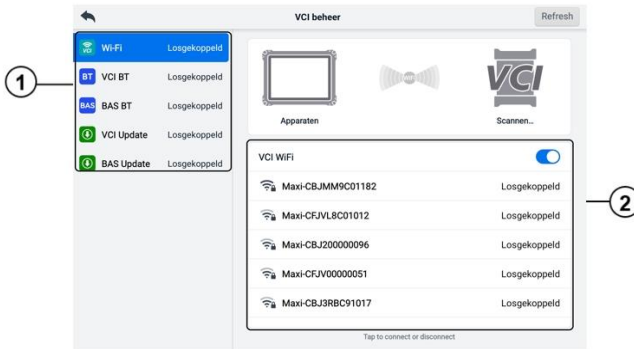 VCI beheer
Refresh
1
Wi-Fi Losgekoppeld
BT VCI BT Losgekoppeld
BAS BAS BT Losgekoppeld
VCI Update Losgekoppeld
BAS Update Losgekoppeld
VCI
WiFi
VCI
Apparaten
Scannen...
VCI WiFi
Maxi-CBJMM9C01182 Losgekoppeld
Maxi-CFJVL8C01012 Losgekoppeld
Maxi-CBJ200000096 Losgekoppeld
Maxi-CFJV00000051 Losgekoppeld
Maxi-CBJ3RBC91017 Losgekoppeld
Tap to connect or disconnect
2